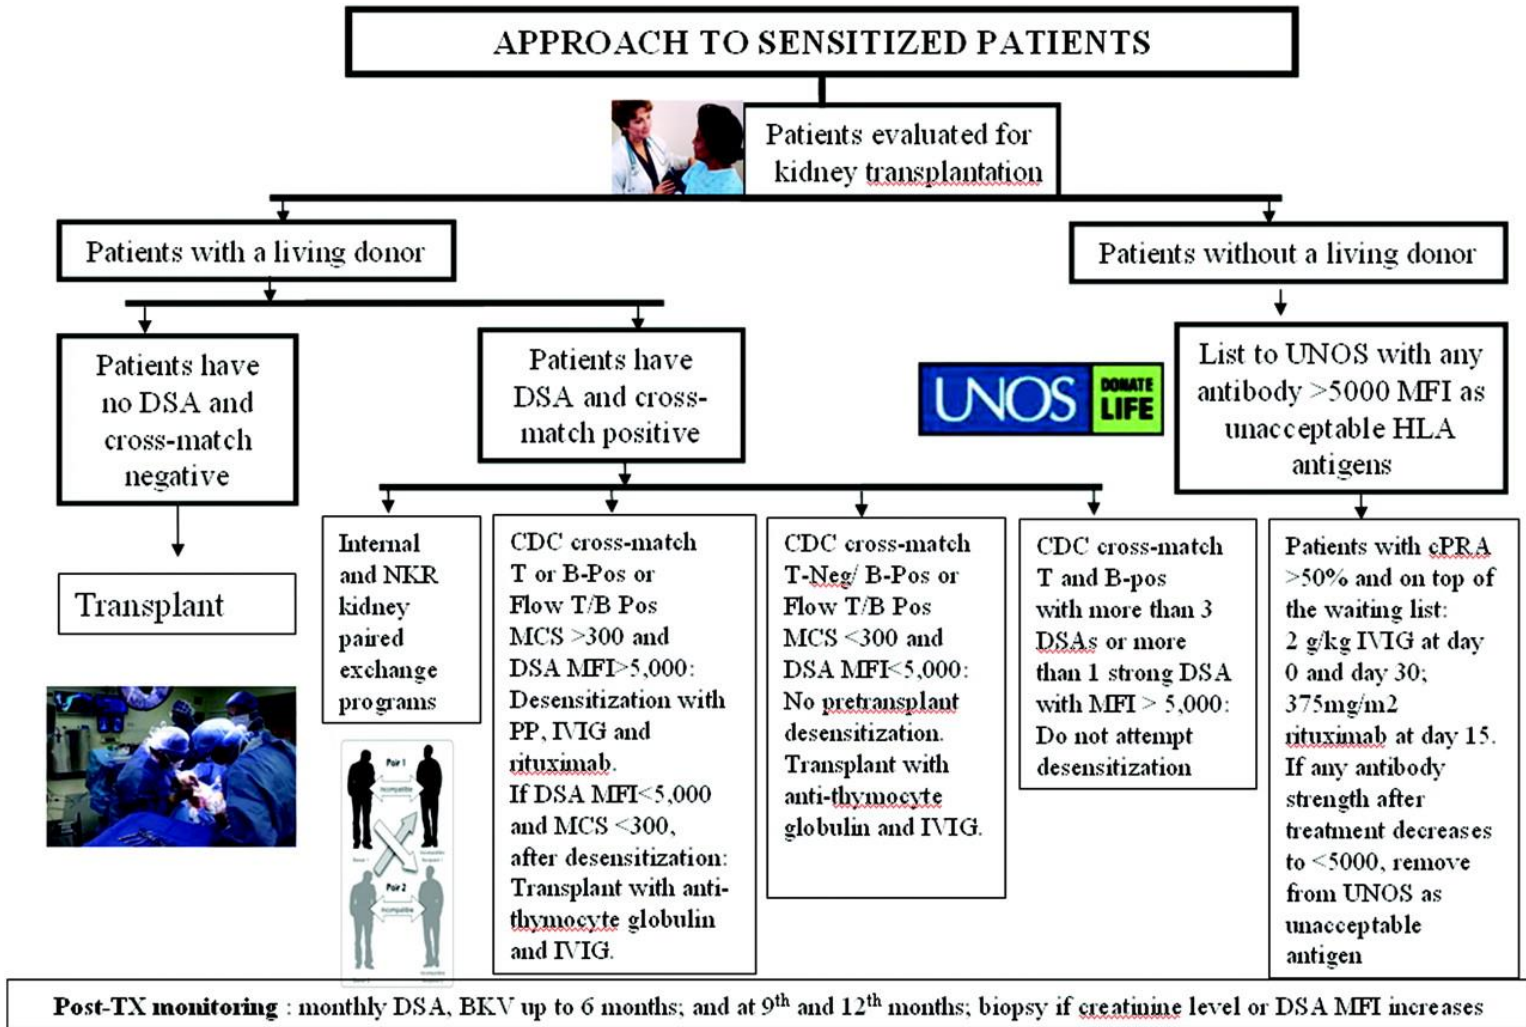 APPROACH TO SENSITIZED PATIENTS
Patients evaluated for
kidney transplantation
Patients with a living donor
Patients without a living donor
Patients have
no DSA and
cross-match
negative
Patients have
DSA and cross-
match positive
UNOS
DONATE
LIFE
List to UNOS with any
antibody >5000 MFI as
unacceptable HLA
antigens
Transplant
Internal
and NKR
kidney
paired
exchange
programs
Pair 1
Incompatible
Pair 2
Incompatible
CDC cross-match
T or B-Pos or
Flow T/B Pos
MCS >300 and
DSA MFI>5,000:
Desensitization with
PP, IVIG and
rituximab.
If DSA MFI<5,000
and MCS <300,
after desensitization:
Transplant with anti-
thymocyte globulin
and IVIG.
CDC cross-match
T-Neg/ B-Pos or
Flow T/B Pos
MCS <300 and
DSA MFI<5,000:
No pretransplant
desensitization.
Transplant with
anti-thymocyte
globulin and IVIG.
CDC cross-match
T and B-pos
with more than 3
DSAs or more
than 1 strong DSA
with MFI > 5,000:
Do not attempt
desensitization
Patients with cPRA
>50% and on top of
the waiting list:
2 g/kg IVIG at day
0 and day 30;
375mg/m2
rituximab at day 15.
If any antibody
strength after
treatment decreases
to <5000, remove
from UNOS as
unacceptable
antigen
Post-TX monitoring : monthly DSA, BKV up to 6 months; and at 9th and 12th months; biopsy if creatinine level or DSA MFI increases